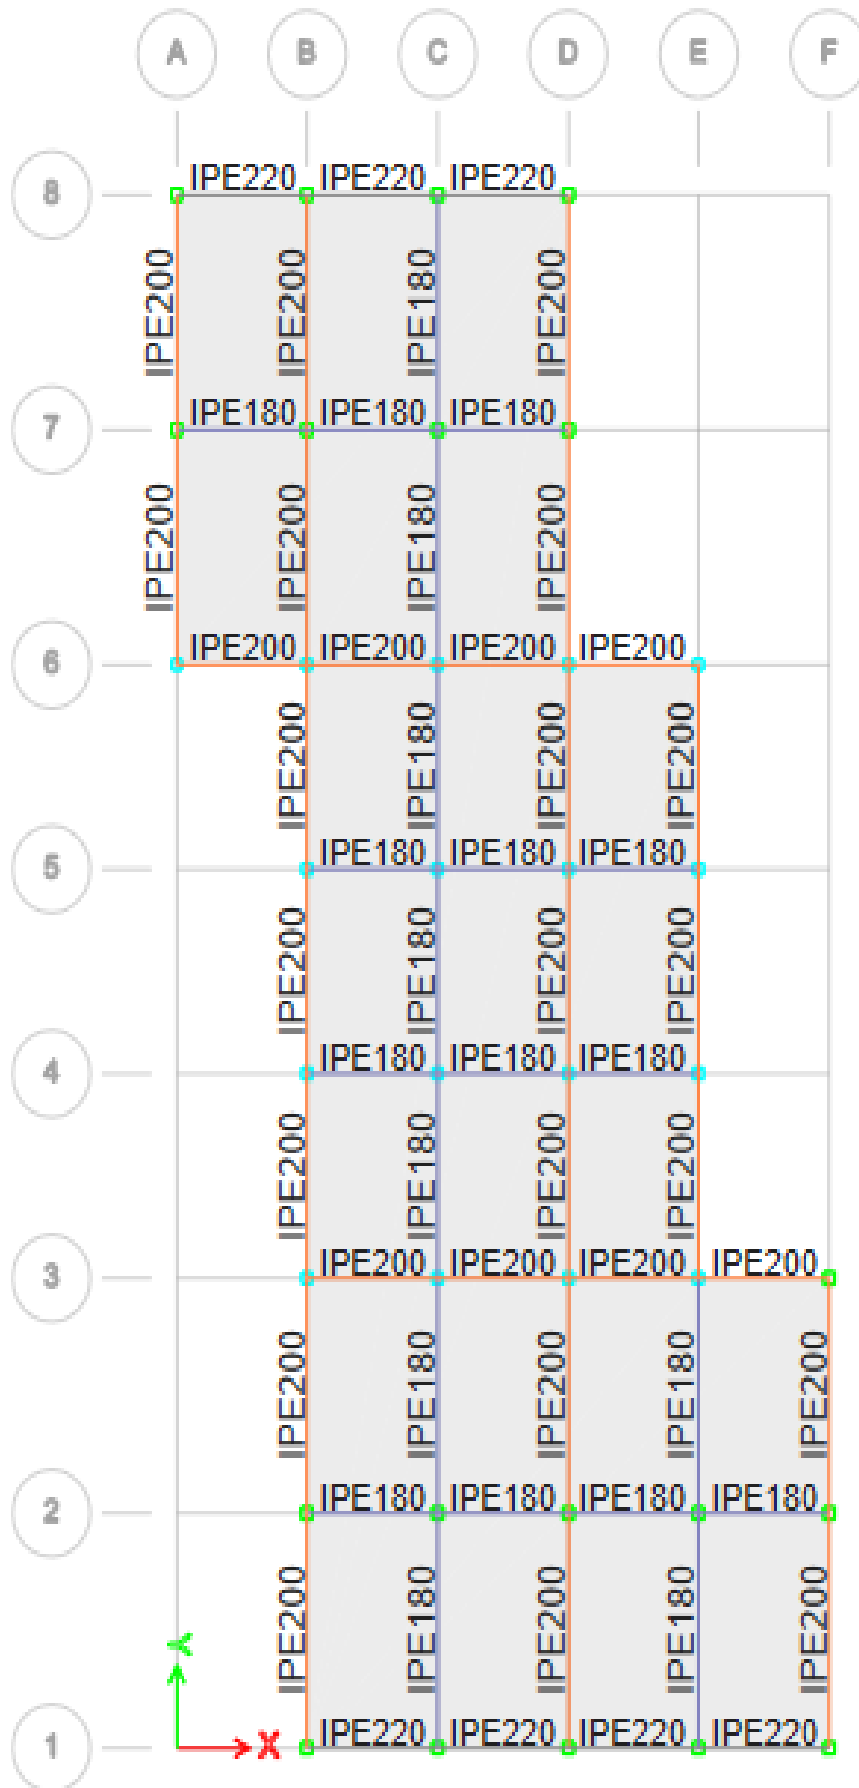 A B C D E F
8 IPE220 IPE220 IPE220
IPE200 IPE200 IPE180 IPE200
7 IPE180 IPE180 IPE180
IPE200 IPE200 IPE180 IPE200
6 IPE200 IPE200 IPE200 IPE200
IPE200 IPE180 IPE200 IPE200
5 IPE180 IPE180 IPE180
IPE200 IPE180 IPE200 IPE200
4 IPE180 IPE180 IPE180
IPE200 IPE180 IPE200 IPE200
3 IPE200 IPE200 IPE200 IPE200
IPE200 IPE180 IPE200 IPE180 IPE200
2 IPE180 IPE180 IPE180 IPE180
IPE200 IPE180 IPE200 IPE180 IPE200
Y
1 X IPE220 IPE220 IPE220 IPE220